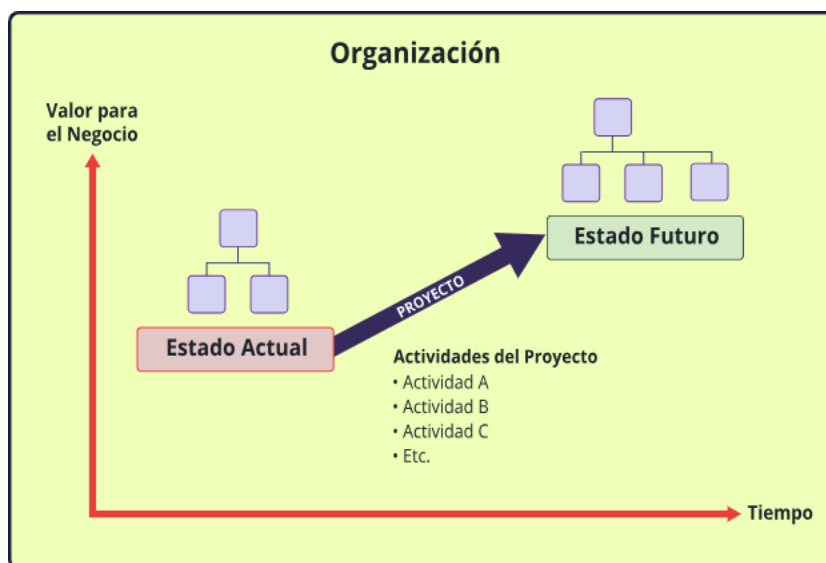 Organización
Valor para
el Negocio
Estado Futuro
PROYECTO
Estado Actual
Actividades del Proyecto
• Actividad A
• Actividad B
• Actividad C
• Etc.
Tiempo